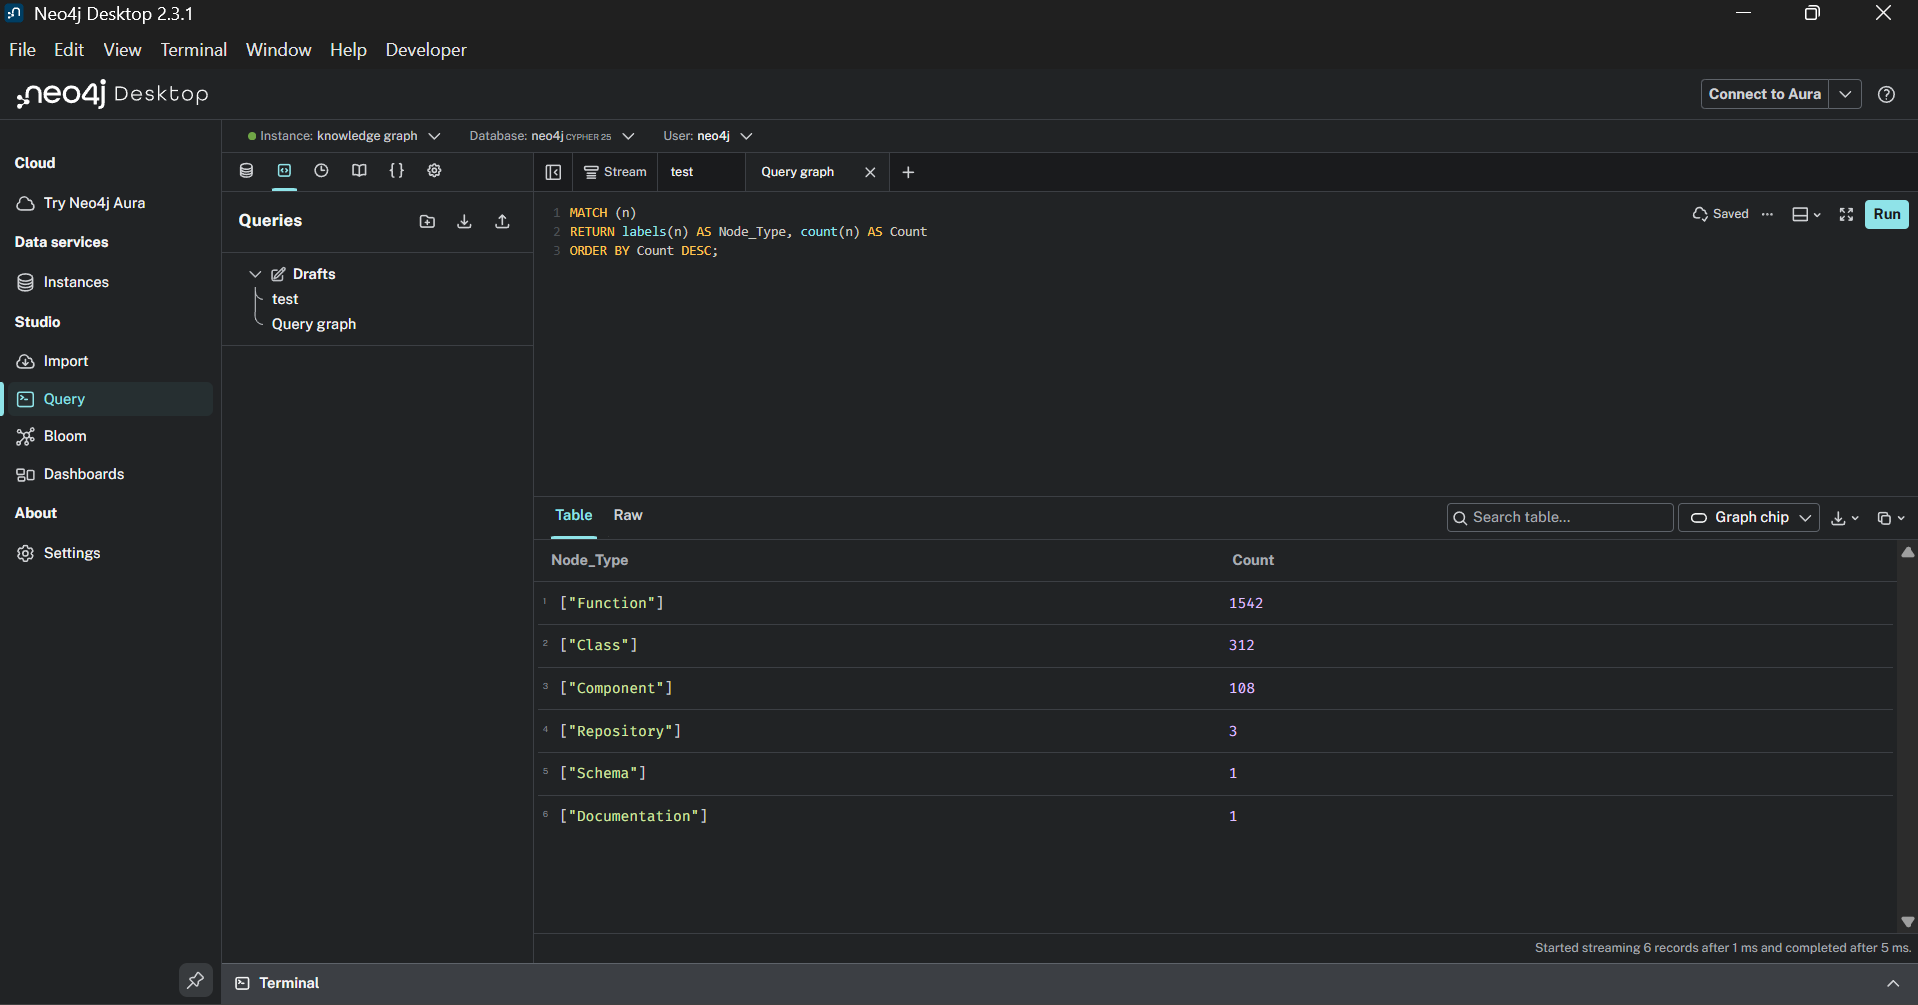 Neo4j Desktop 2.3.1
File Edit View Terminal Window Help Developer
neo4j Desktop
Connect to Aura
Instance: knowledge graph
Database: neo4j CYPHER 25
User: neo4j
Cloud
Try Neo4j Aura
Data services
Instances
Studio
Import
Query
Bloom
Dashboards
About
Settings
Queries
Drafts
test
Query graph
Stream
test
Query graph
1 MATCH (n)
2 RETURN labels(n) AS Node_Type, count(n) AS Count
3 ORDER BY Count DESC;
Saved
Run
Table Raw
Search table...
Graph chip
Node_Type Count
1 ["Function"] 1542
2 ["Class"] 312
3 ["Component"] 108
4 ["Repository"] 3
5 ["Schema"] 1
6 ["Documentation"] 1
Started streaming 6 records after 1 ms and completed after 5 ms.
Terminal